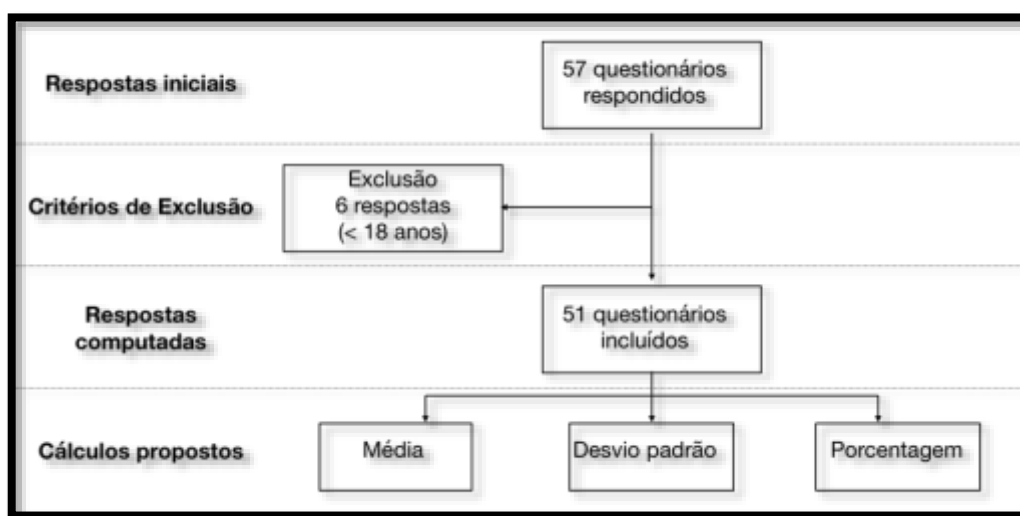 Respostas iniciais
57 questionários
respondidos
Critérios de Exclusão
Exclusão
6 respostas
(< 18 anos)
Respostas
computadas
51 questionários
incluídos
Cálculos propostos
Média
Desvio padrão
Porcentagem